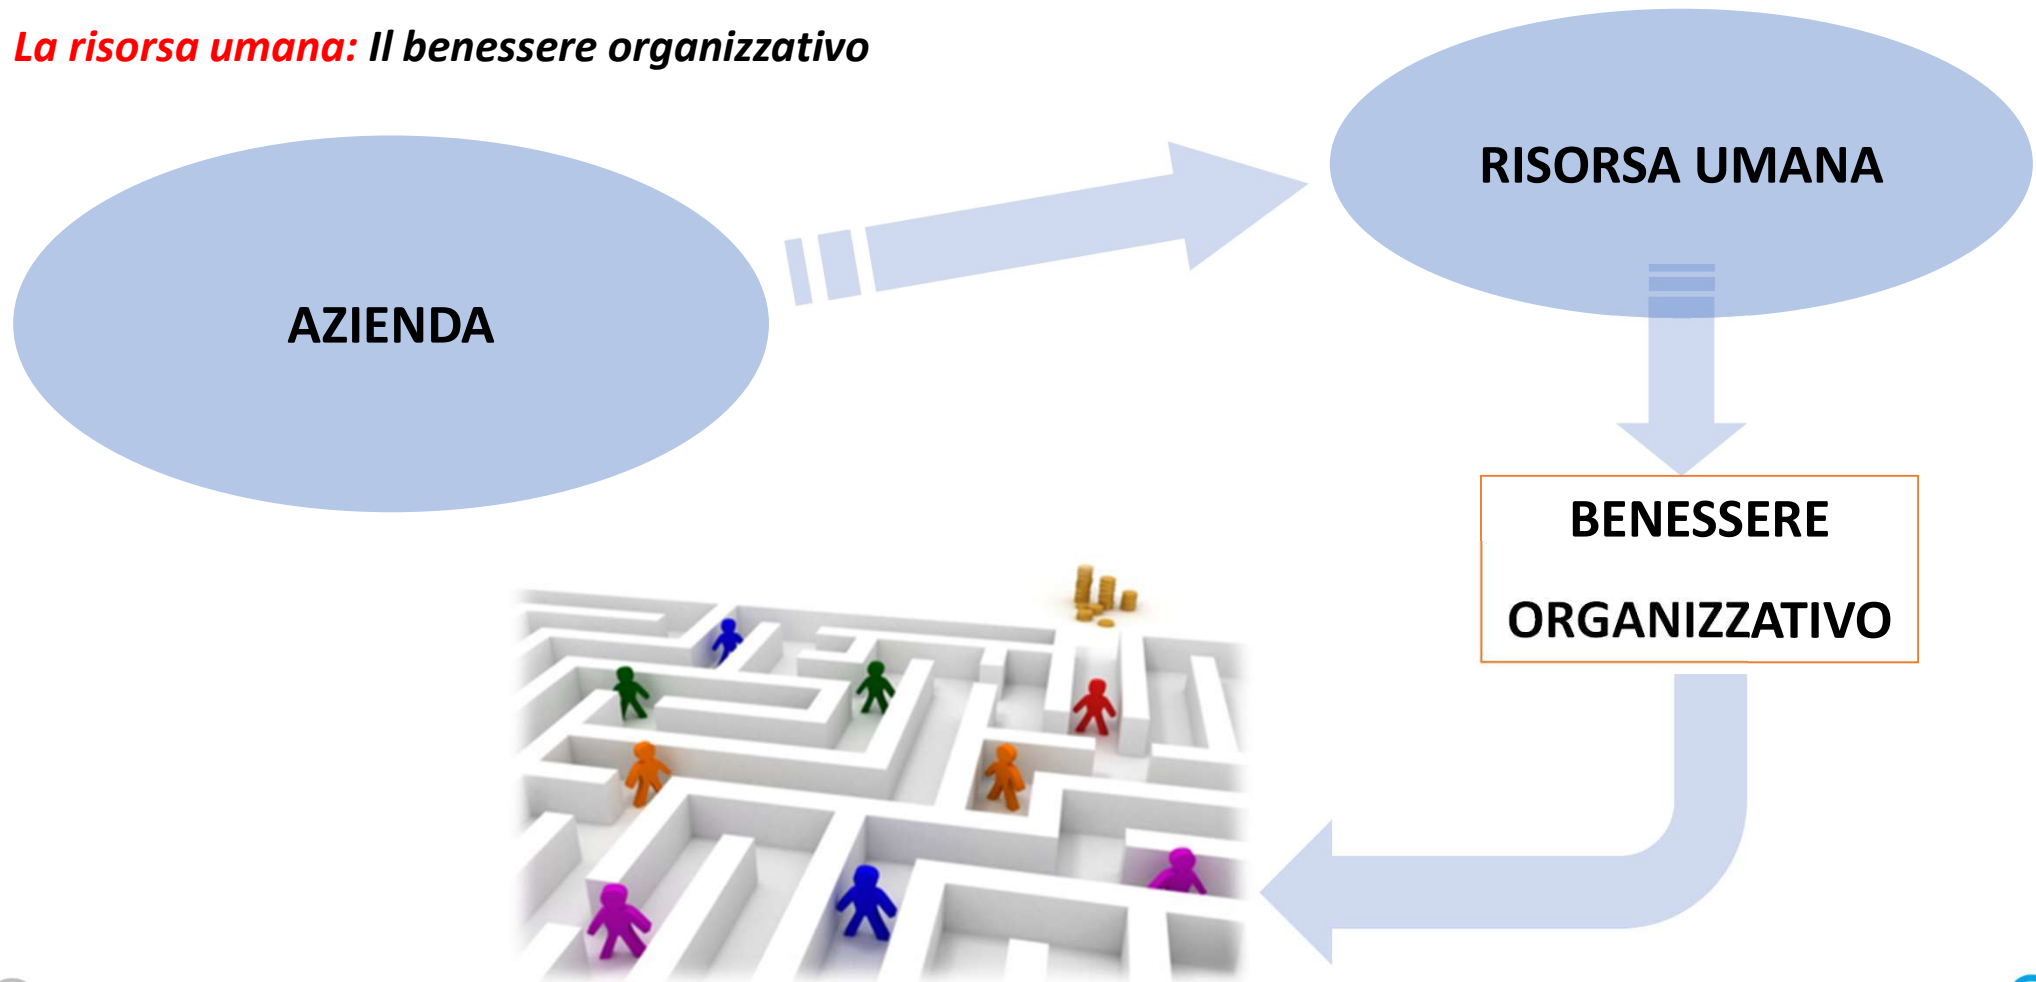 La risorsa umana: Il benessere organizzativo
RISORSA UMANA
AZIENDA
BENESSERE
ORGANIZZATIVO